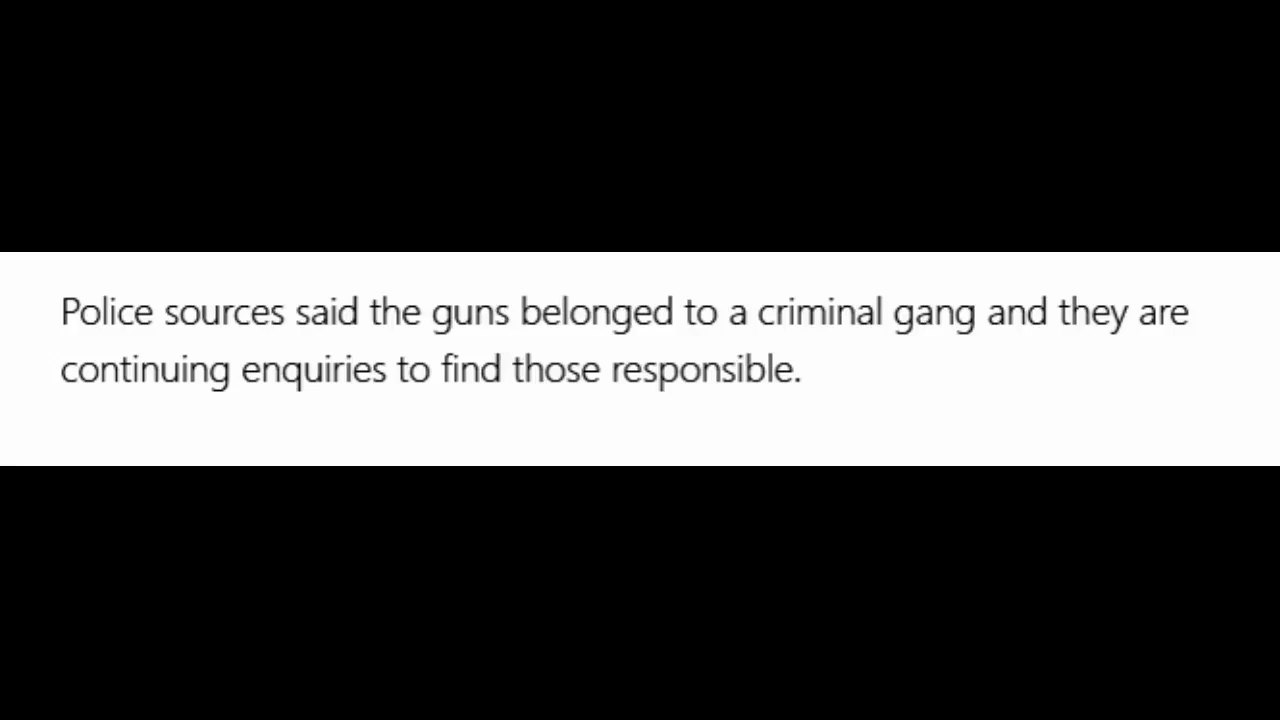 Police sources said the guns belonged to a criminal gang and they are
continuing enquiries to find those responsible.